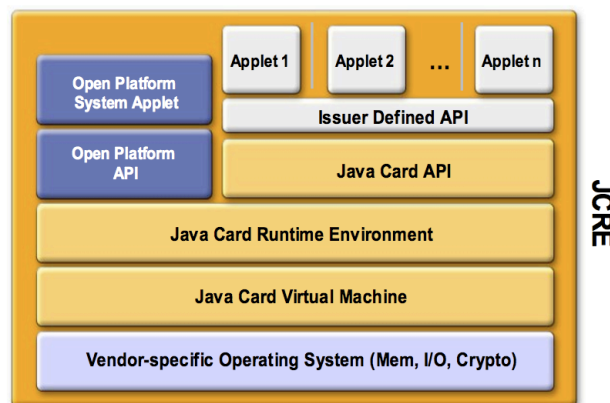 Applet 1
Applet 2
...
Applet n
Open Platform
System Applet
Issuer Defined API
Open Platform
API
Java Card API
Java Card Runtime Environment
Java Card Virtual Machine
Vendor-specific Operating System (Mem, I/O, Crypto)
JCRE